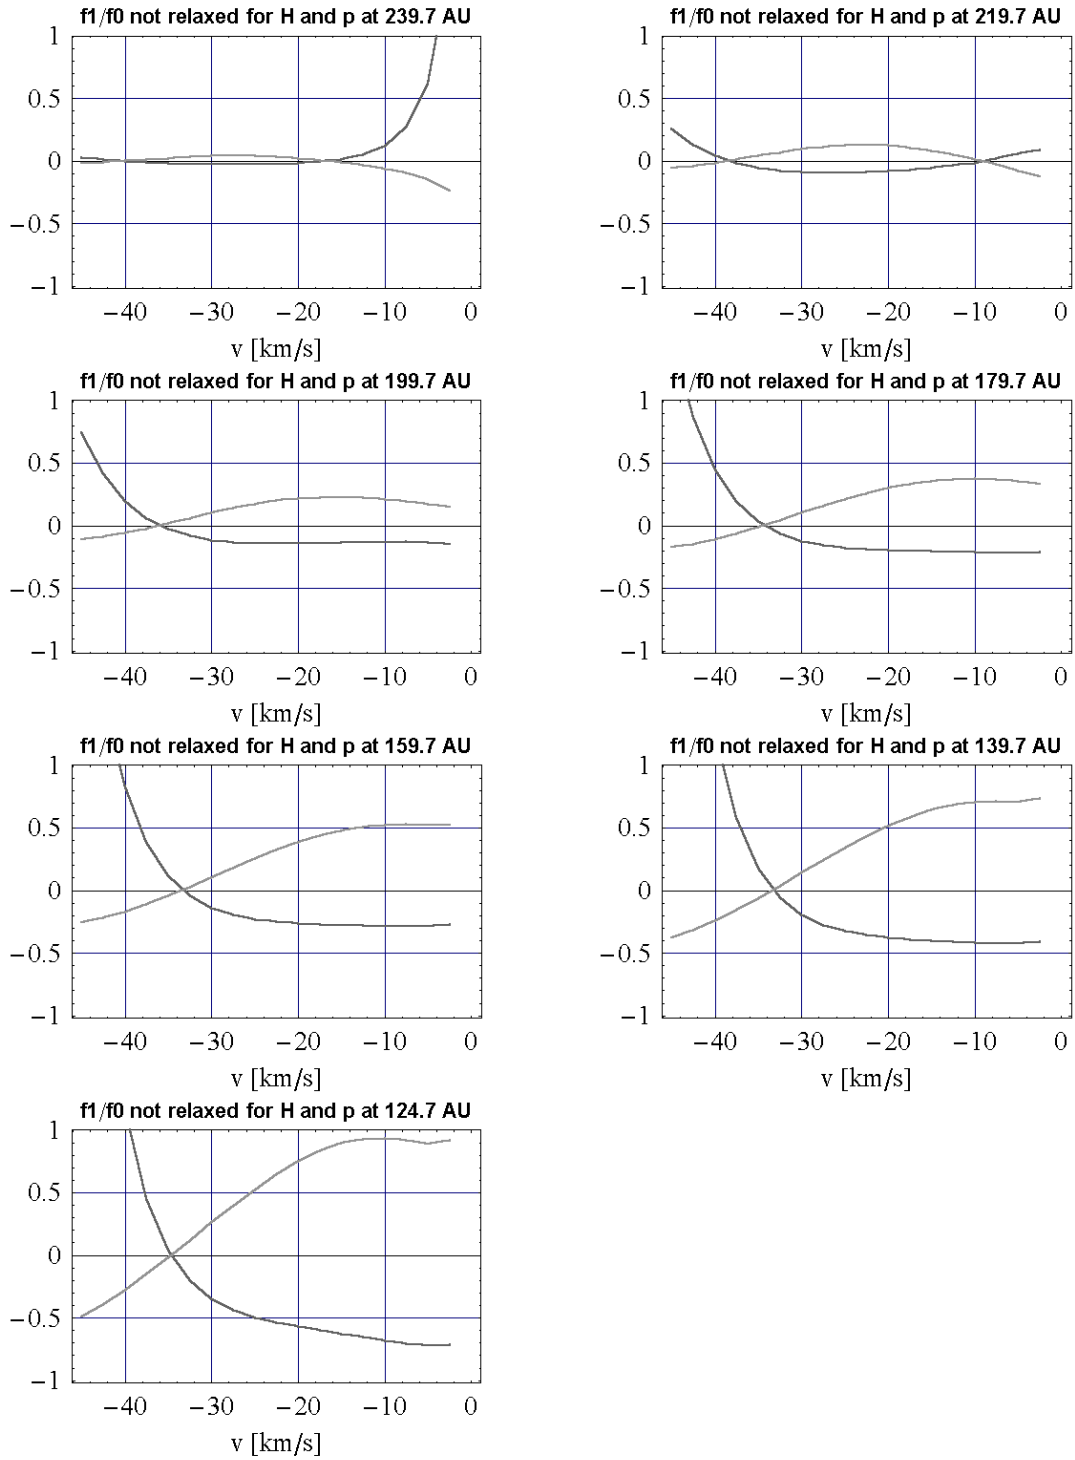 f1/f0 not relaxed for H and p at 239.7 AU
1
0.5
0
−0.5
−1
−40 −30 −20 −10 0
v [km/s]
f1/f0 not relaxed for H and p at 219.7 AU
1
0.5
0
−0.5
−1
−40 −30 −20 −10 0
v [km/s]
f1/f0 not relaxed for H and p at 199.7 AU
1
0.5
0
−0.5
−1
−40 −30 −20 −10 0
v [km/s]
f1/f0 not relaxed for H and p at 179.7 AU
1
0.5
0
−0.5
−1
−40 −30 −20 −10 0
v [km/s]
f1/f0 not relaxed for H and p at 159.7 AU
1
0.5
0
−0.5
−1
−40 −30 −20 −10 0
v [km/s]
f1/f0 not relaxed for H and p at 139.7 AU
1
0.5
0
−0.5
−1
−40 −30 −20 −10 0
v [km/s]
f1/f0 not relaxed for H and p at 124.7 AU
1
0.5
0
−0.5
−1
−40 −30 −20 −10 0
v [km/s]